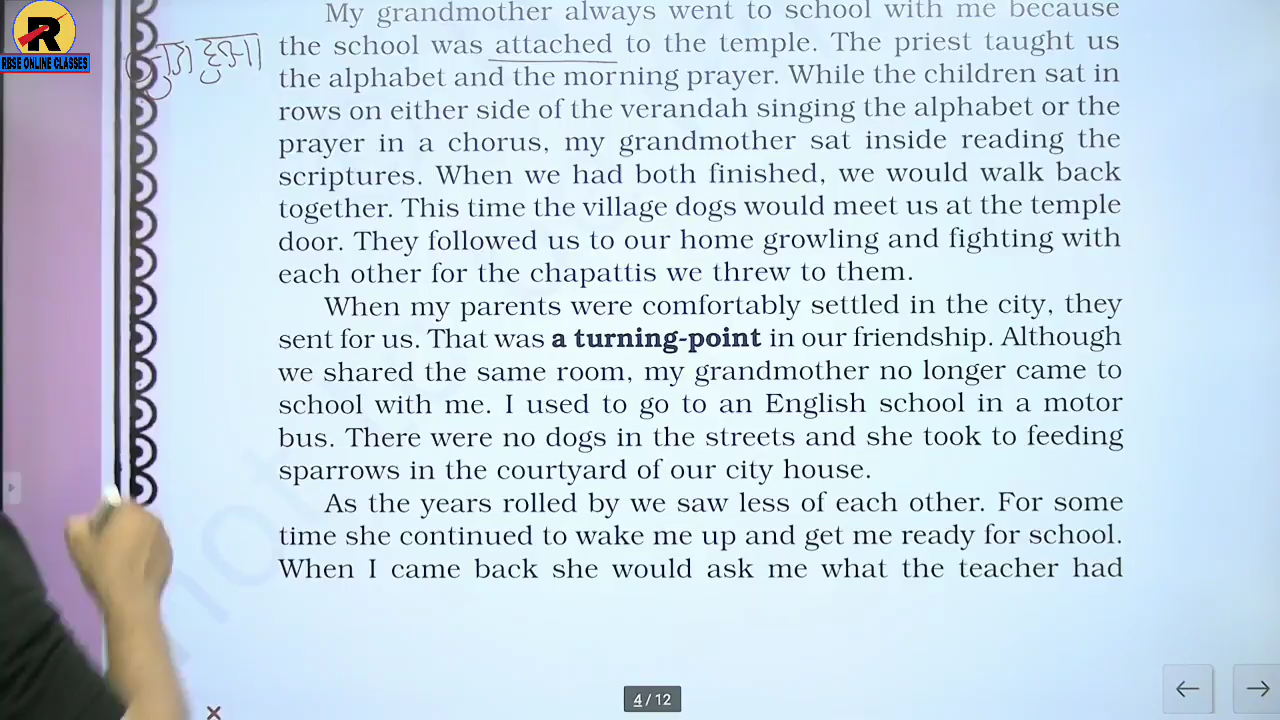 R
RBSE ONLINE CLASSES
जुड़ा हुआ
My grandmother always went to school with me because
the school was attached to the temple. The priest taught us
the alphabet and the morning prayer. While the children sat in
rows on either side of the verandah singing the alphabet or the
prayer in a chorus, my grandmother sat inside reading the
scriptures. When we had both finished, we would walk back
together. This time the village dogs would meet us at the temple
door. They followed us to our home growling and fighting with
each other for the chapattis we threw to them.
When my parents were comfortably settled in the city, they
sent for us. That was a turning-point in our friendship. Although
we shared the same room, my grandmother no longer came to
school with me. I used to go to an English school in a motor
bus. There were no dogs in the streets and she took to feeding
sparrows in the courtyard of our city house.
As the years rolled by we saw less of each other. For some
time she continued to wake me up and get me ready for school.
When I came back she would ask me what the teacher had
4 / 12